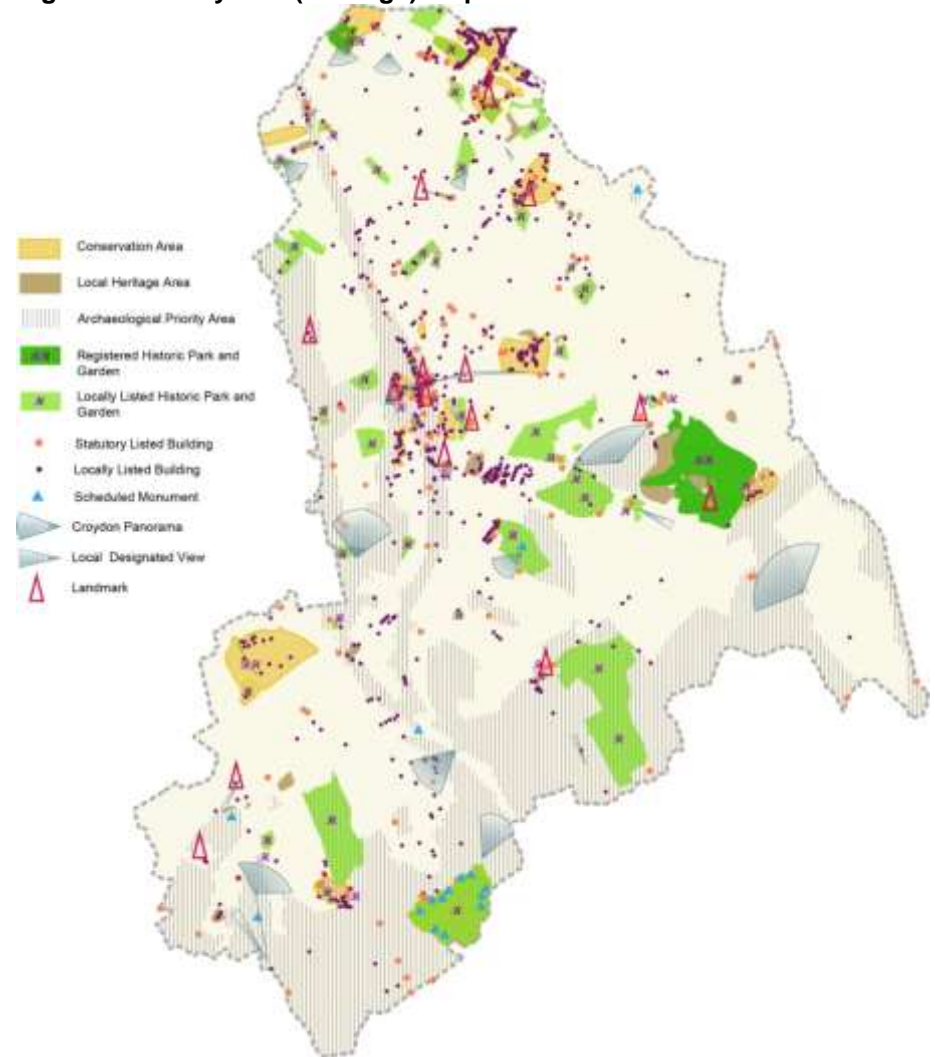 Conservation Area
Local Heritage Area
Archaeological Priority Area
Registered Historic Park and
Garden
Locally Listed Historic Park and
Garden
Statutory Listed Building
Locally Listed Building
Scheduled Monument
Croydon Panorama
Local Designated View
Landmark